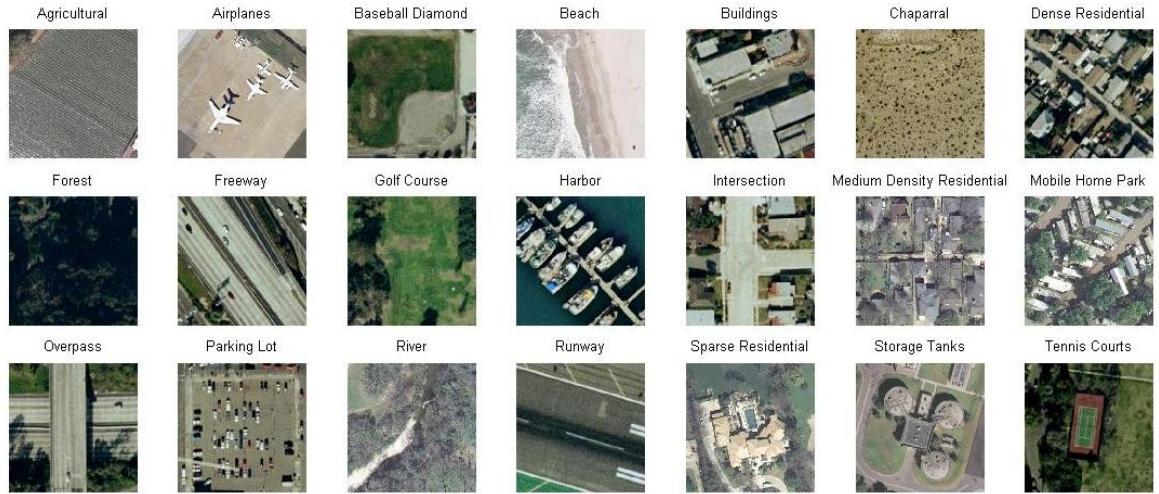 Agricultural
Airplanes
Baseball Diamond
Beach
Buildings
Chaparral
Dense Residential
Forest
Freeway
Golf Course
Harbor
Intersection
Medium Density Residential
Mobile Home Park
Overpass
Parking Lot
River
Runway
Sparse Residential
Storage Tanks
Tennis Courts